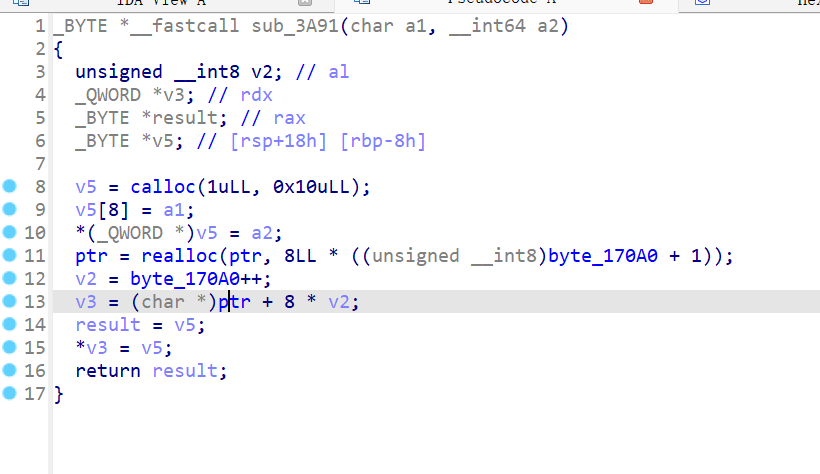 IDA View A Pseudocode A Hex
1 _BYTE *__fastcall sub_3A91(char a1, __int64 a2)
2 {
3 unsigned __int8 v2; // al
4 _QWORD *v3; // rdx
5 _BYTE *result; // rax
6 _BYTE *v5; // [rsp+18h] [rbp-8h]
7
8 v5 = calloc(1uLL, 0x10uLL);
9 v5[8] = a1;
10 *(_QWORD *)v5 = a2;
11 ptr = realloc(ptr, 8LL * ((unsigned __int8)byte_170A0 + 1));
12 v2 = byte_170A0++;
13 v3 = (char *)ptr + 8 * v2;
14 result = v5;
15 *v3 = v5;
16 return result;
17 }